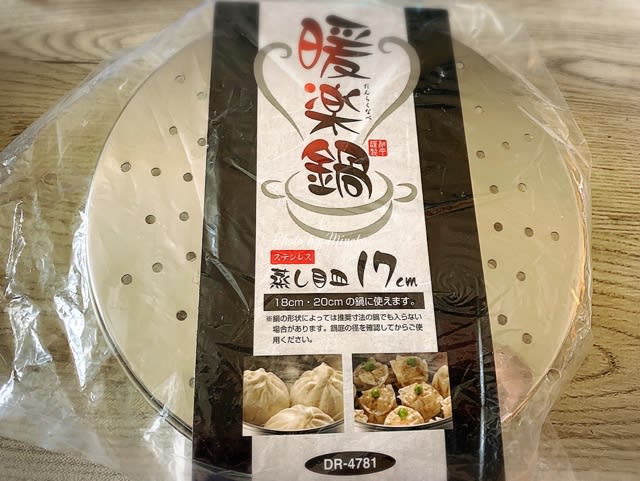 暖楽鍋
だんらくなべ
ステンレス
蒸し目皿17cm
18cm・20cmの鍋に使えます。
※鍋の形状によっては推奨寸法の鍋でも入らない
場合があります。鍋底の径を確認してからご使
用ください。
DR-4781